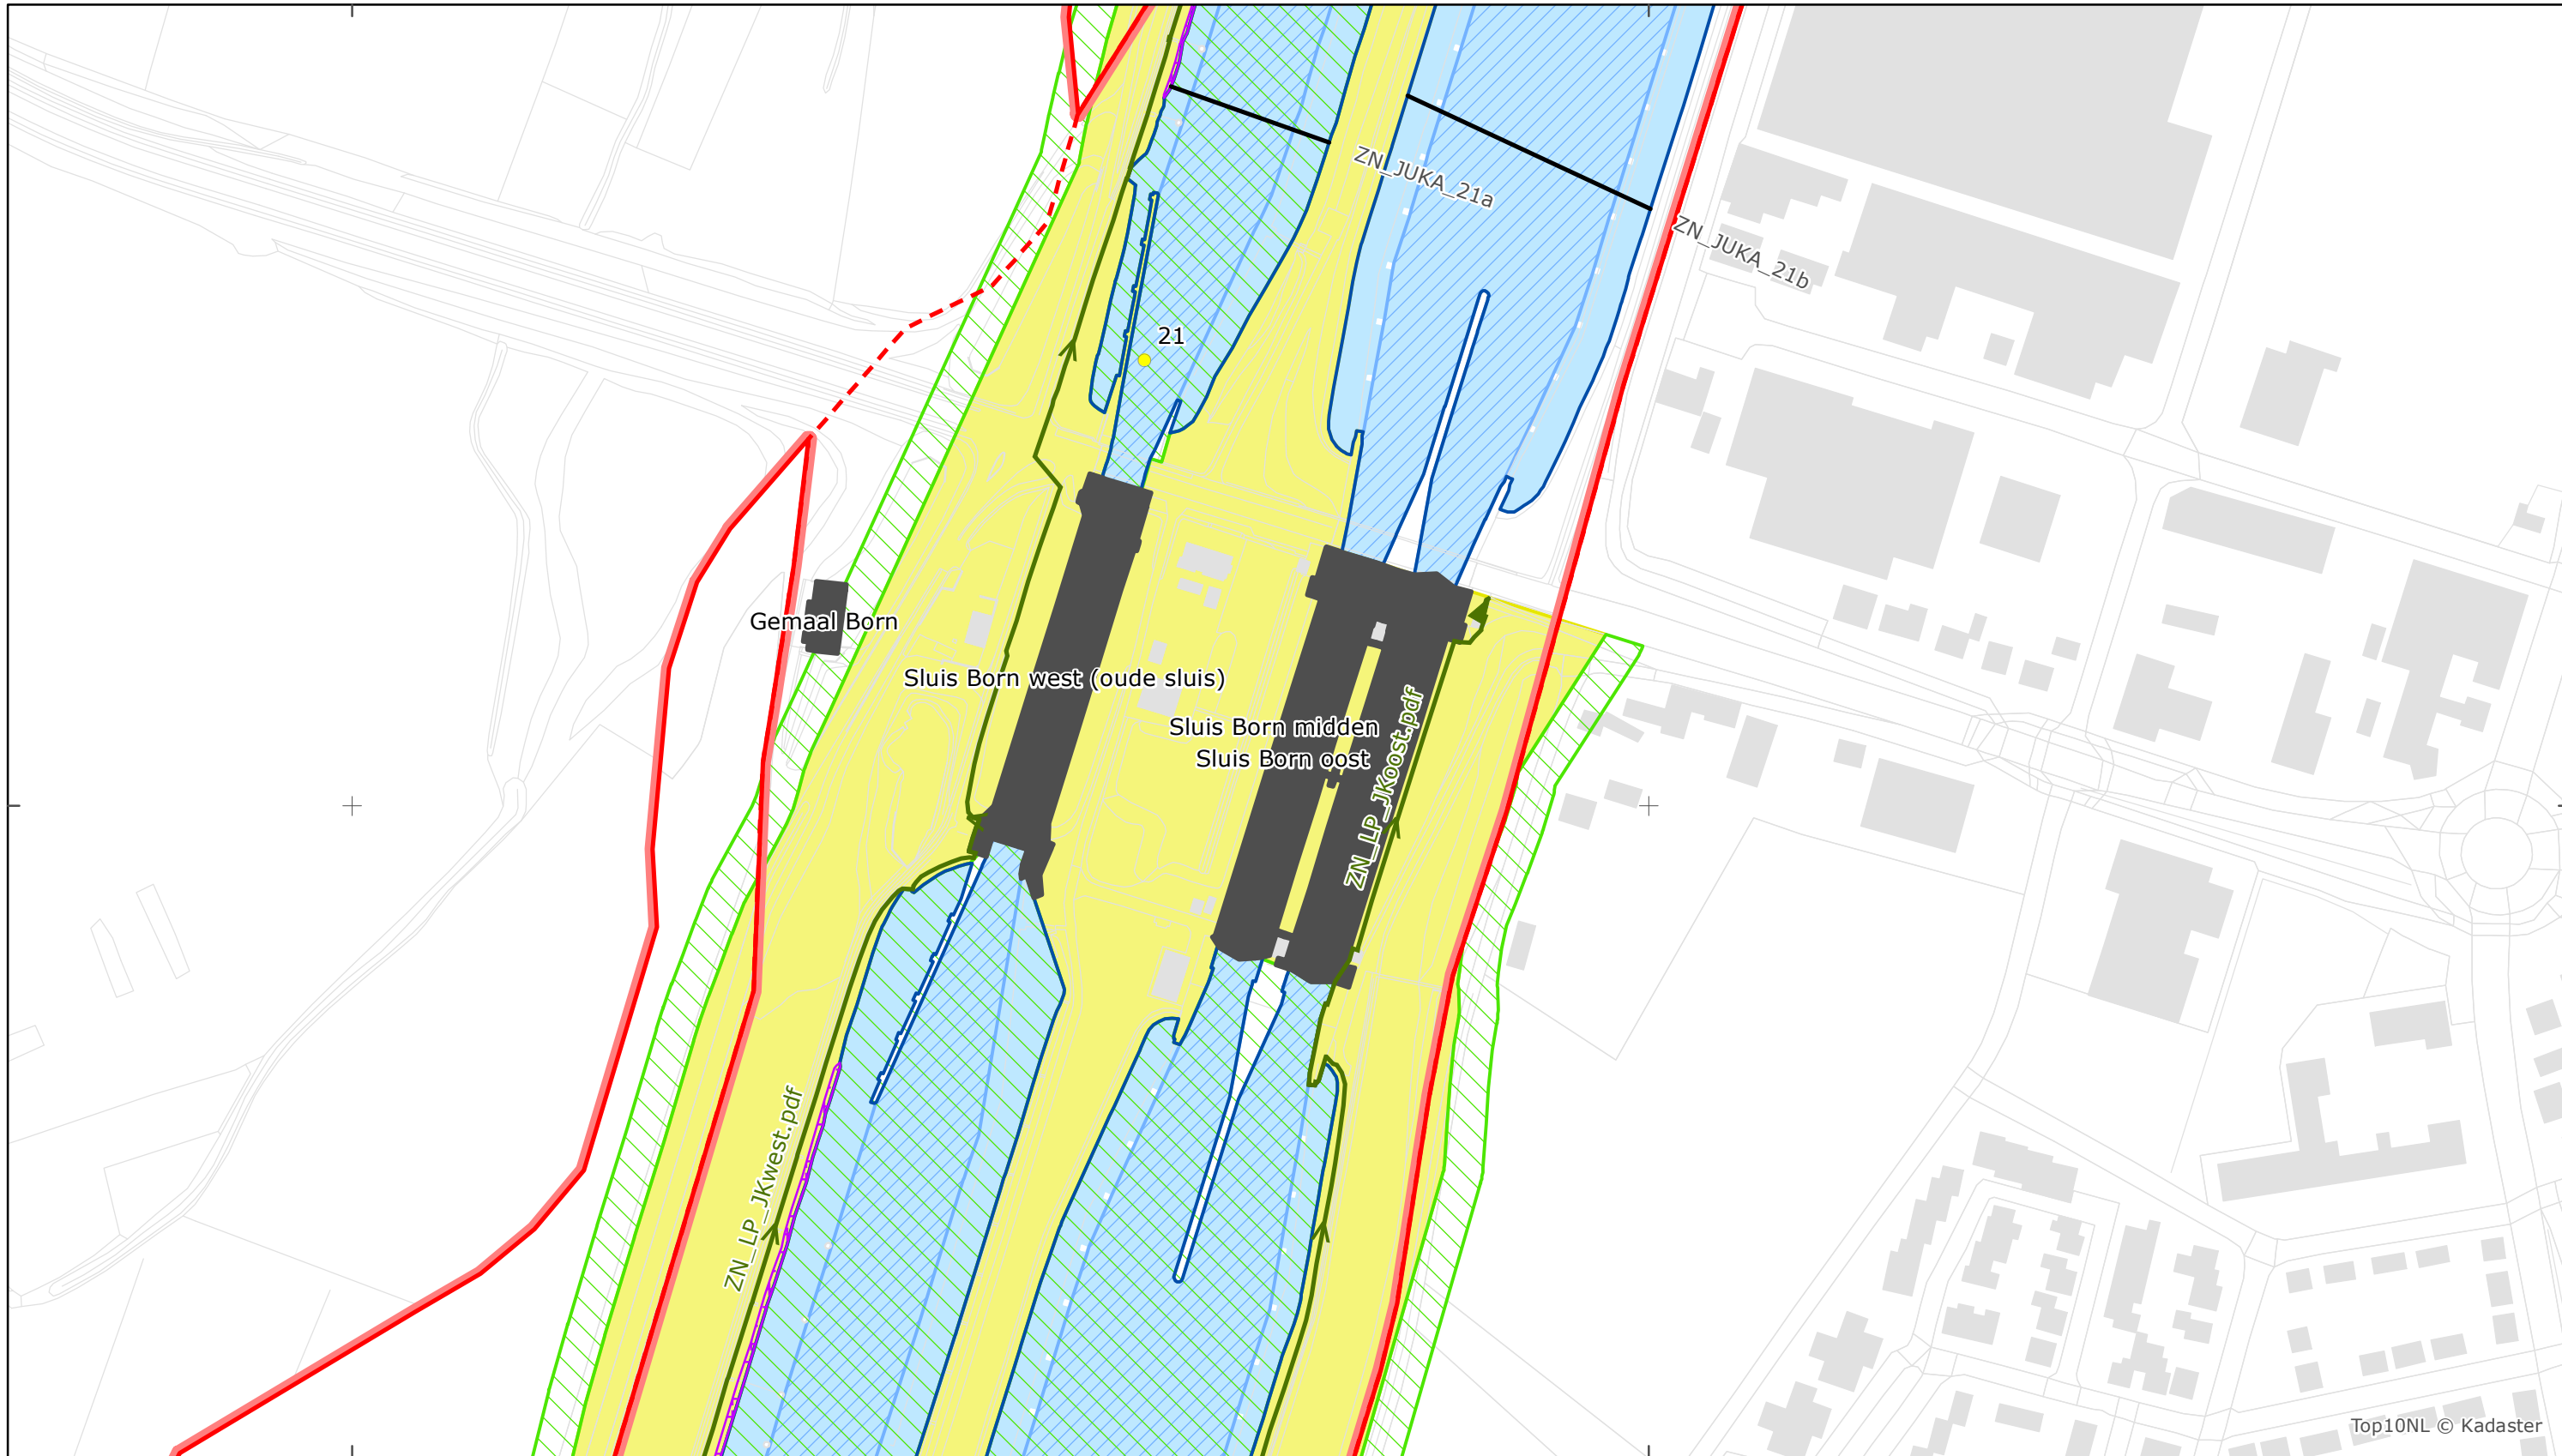 ZN_JUKA_21a
ZN_JUKA_21b
21
Gemaal Born
Sluis Born west (oude sluis)
Sluis Born midden
Sluis Born oost
ZN_LP_JKoost.pdf
ZN_LP_JKwest.pdf
Top10NL © Kadaster